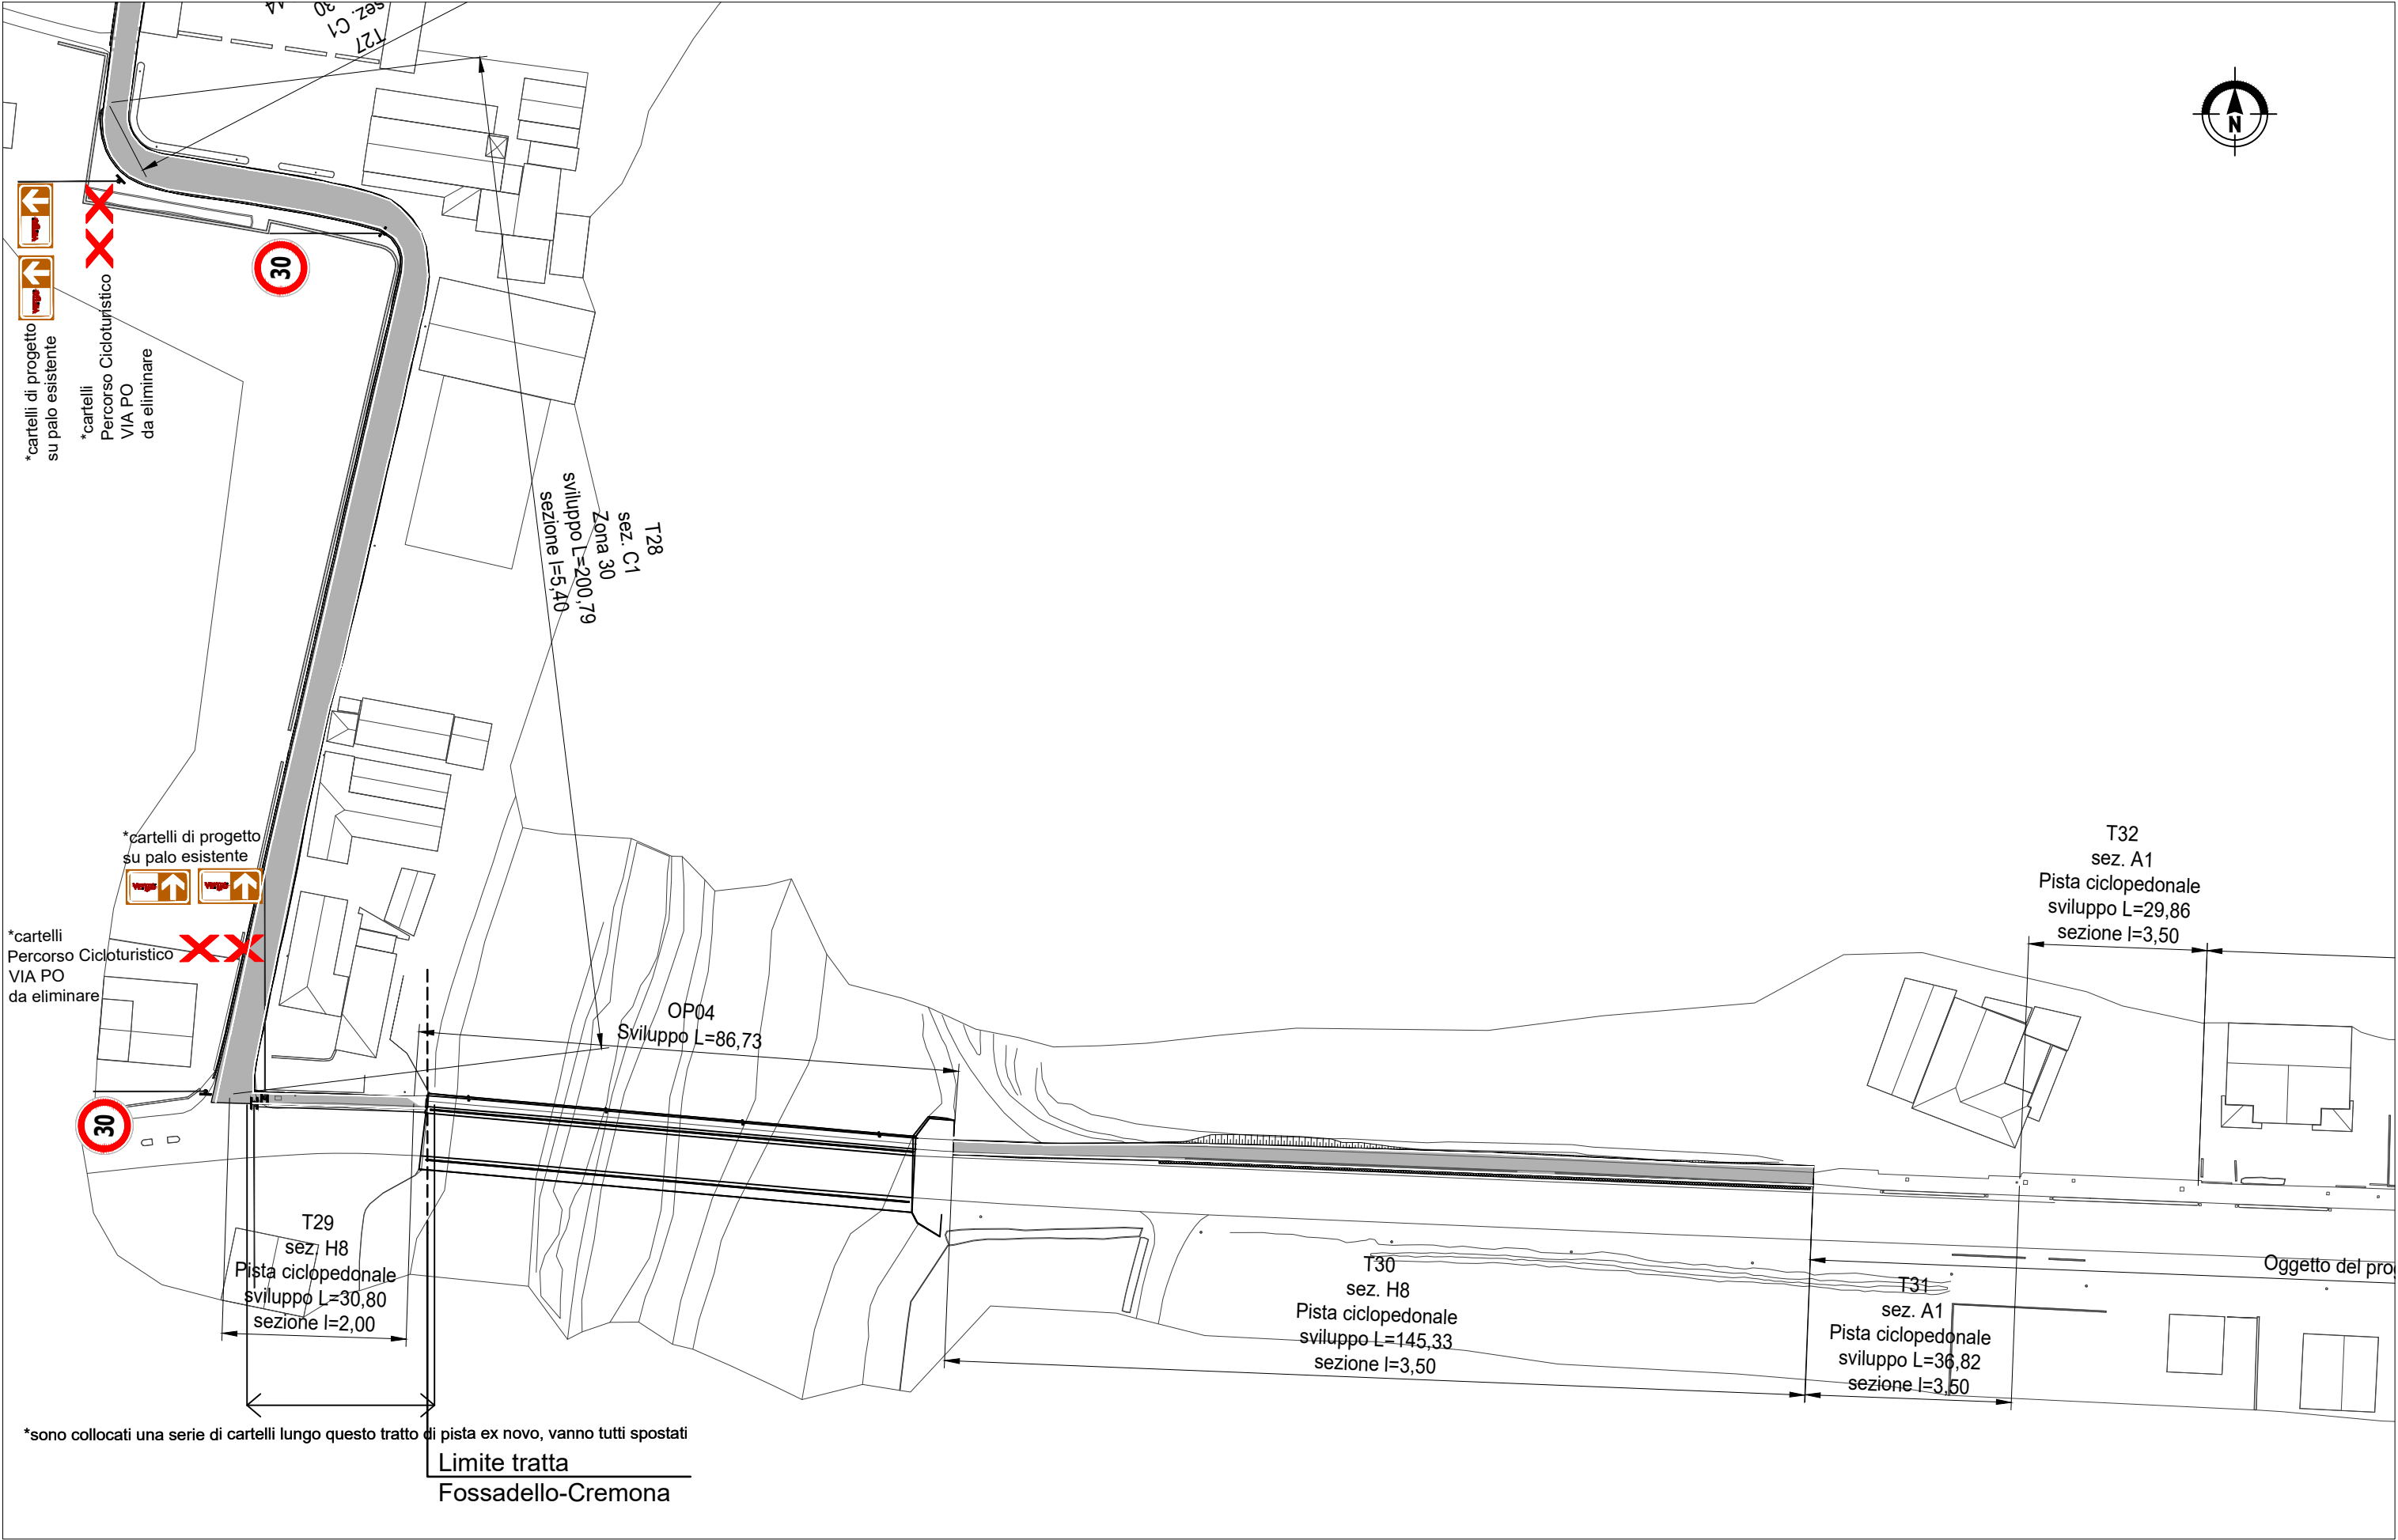 T27
sez. C1
30
N
30
*cartelli di progetto
su palo esistente
*cartelli
Percorso Cicloturistico
VIA PO
da eliminare
T28
sez. C1
Zona 30
sviluppo L=200,79
sezione l=5,40
*cartelli di progetto
su palo esistente
*cartelli
Percorso Cicloturistico
VIA PO
da eliminare
30
OP04
Sviluppo L=86,73
T32
sez. A1
Pista ciclopedonale
sviluppo L=29,86
sezione l=3,50
T29
sez. H8
Pista ciclopedonale
sviluppo L=30,80
sezione l=2,00
T30
sez. H8
Pista ciclopedonale
sviluppo L=145,33
sezione l=3,50
T31
sez. A1
Pista ciclopedonale
sviluppo L=36,82
sezione l=3,50
Oggetto del pro
*sono collocati una serie di cartelli lungo questo tratto di pista ex novo, vanno tutti spostati
Limite tratta
Fossadello-Cremona